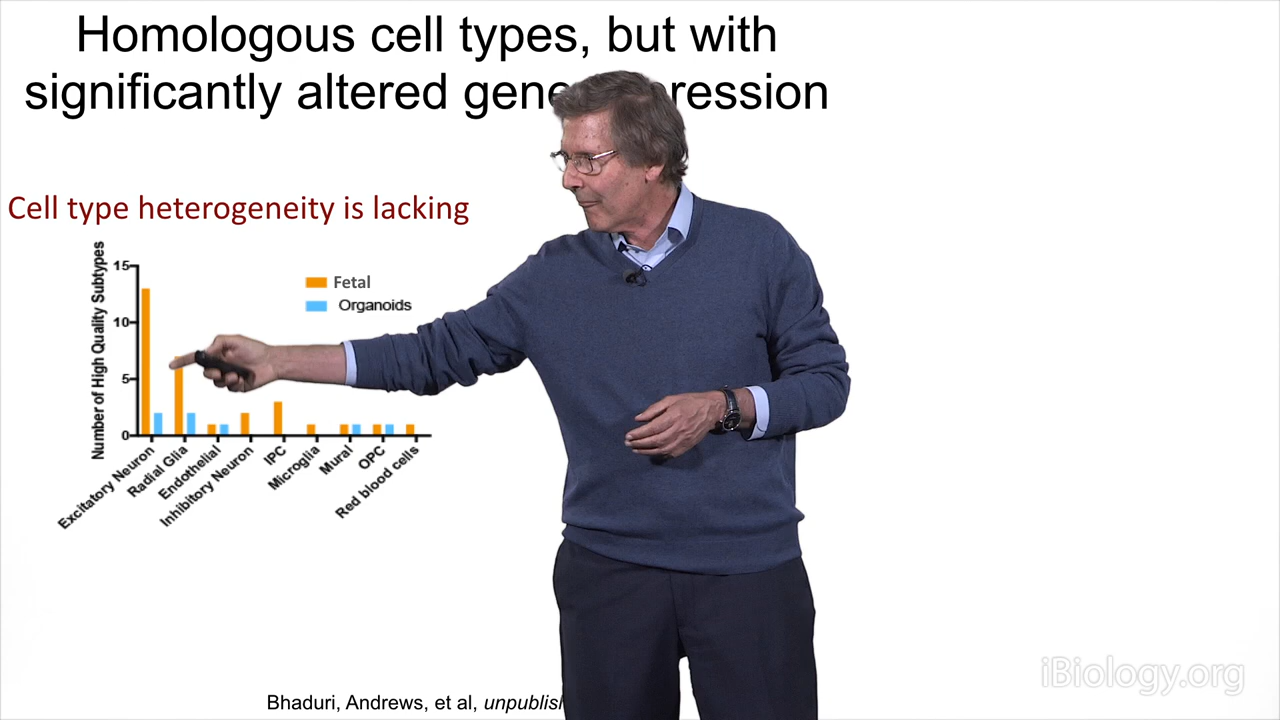 Homologous cell types, but with
significantly altered gene
Cell type heterogeneity is lacking
Number of High Quality Subtypes
15
10
5
0
Fetal
Organoids
Excitatory Neuron
Radial Glia
Endothelial
Inhibitory Neuron
IPC
Microglia
Mural
OPC
Red blood cells
Bhaduri, Andrews, et al,
iBiology.org